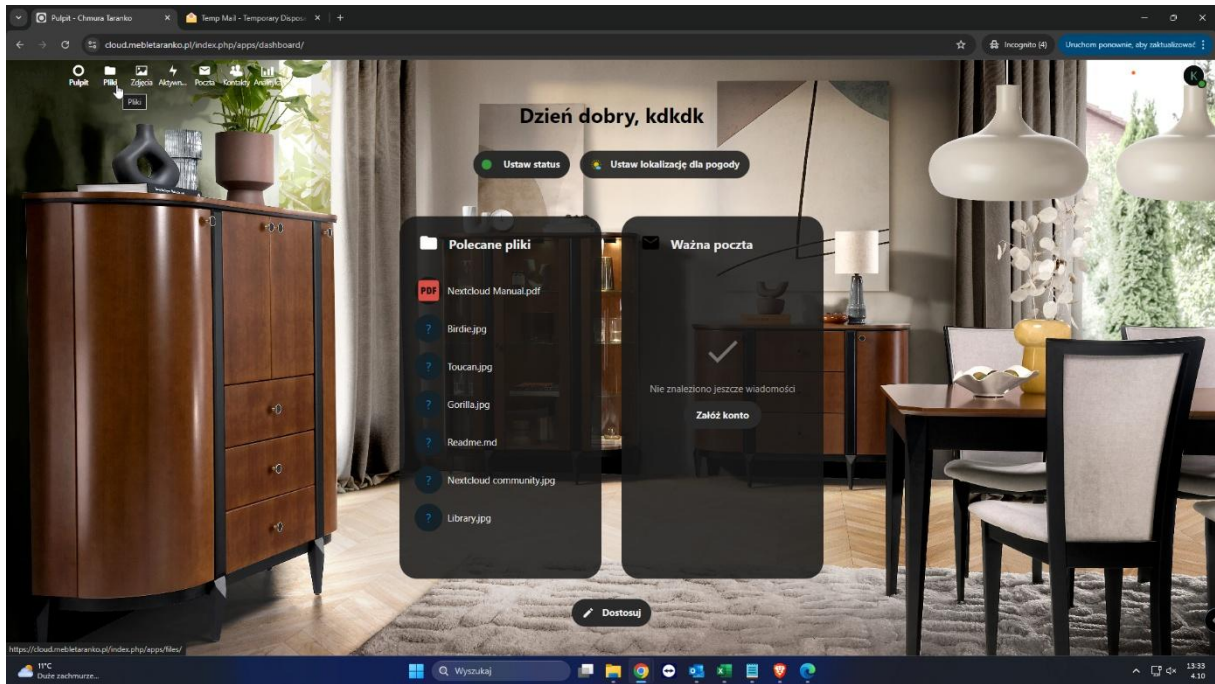 Pulpit - Chmura Taranko
Temp Mail - Temporary Dispos
cloud.mebletaranko.pl/index.php/apps/dashboard/
Incognito (4)
Uruchom ponownie, aby zaktualizować
Pulpit Pliki Zdjęcia Aktywn... Poczta Kontakty Analityka
K
Pliki
Dzień dobry, kdkdk
Ustaw status
Ustaw lokalizację dla pogody
Polecane pliki
PDF Nextcloud Manual.pdf
? Birdie.jpg
? Toucan.jpg
? Gorilla.jpg
? Readme.md
? Nextcloud community.jpg
? Library.jpg
Ważna poczta
Nie znaleziono jeszcze wiadomości
Załóż konto
Dostosuj
https://cloud.mebletaranko.pl/index.php/apps/files/
11°C
Duże zachmurze...
Wyszukaj
13:33
4.10